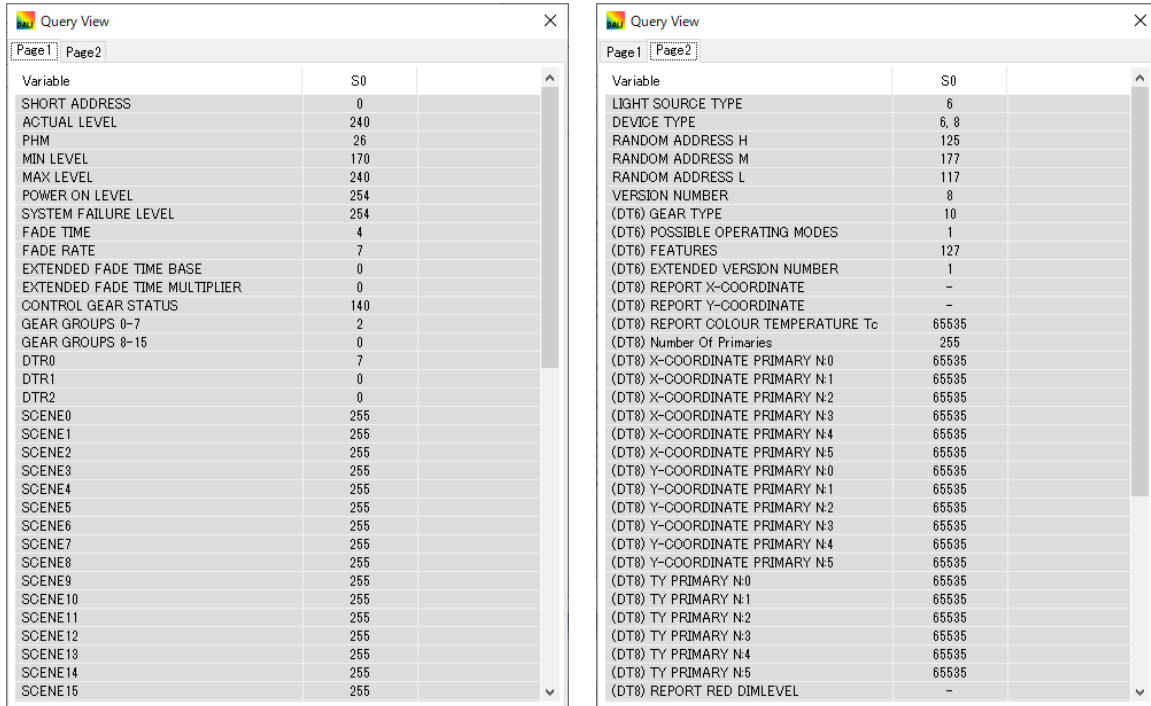 DALI Query View
Page1 Page2
Variable S0
SHORT ADDRESS 0
ACTUAL LEVEL 240
PHM 26
MIN LEVEL 170
MAX LEVEL 240
POWER ON LEVEL 254
SYSTEM FAILURE LEVEL 254
FADE TIME 4
FADE RATE 7
EXTENDED FADE TIME BASE 0
EXTENDED FADE TIME MULTIPLIER 0
CONTROL GEAR STATUS 140
GEAR GROUPS 0-7 2
GEAR GROUPS 8-15 0
DTR0 7
DTR1 0
DTR2 0
SCENE0 255
SCENE1 255
SCENE2 255
SCENE3 255
SCENE4 255
SCENE5 255
SCENE6 255
SCENE7 255
SCENE8 255
SCENE9 255
SCENE10 255
SCENE11 255
SCENE12 255
SCENE13 255
SCENE14 255
SCENE15 255
DALI Query View
Page1 Page2
Variable S0
LIGHT SOURCE TYPE 6
DEVICE TYPE 6, 8
RANDOM ADDRESS H 125
RANDOM ADDRESS M 177
RANDOM ADDRESS L 117
VERSION NUMBER 8
(DT6) GEAR TYPE 10
(DT6) POSSIBLE OPERATING MODES 1
(DT6) FEATURES 127
(DT6) EXTENDED VERSION NUMBER 1
(DT8) REPORT X-COORDINATE -
(DT8) REPORT Y-COORDINATE -
(DT8) REPORT COLOUR TEMPERATURE Tc 65535
(DT8) Number Of Primaries 255
(DT8) X-COORDINATE PRIMARY N:0 65535
(DT8) X-COORDINATE PRIMARY N:1 65535
(DT8) X-COORDINATE PRIMARY N:2 65535
(DT8) X-COORDINATE PRIMARY N:3 65535
(DT8) X-COORDINATE PRIMARY N:4 65535
(DT8) X-COORDINATE PRIMARY N:5 65535
(DT8) Y-COORDINATE PRIMARY N:0 65535
(DT8) Y-COORDINATE PRIMARY N:1 65535
(DT8) Y-COORDINATE PRIMARY N:2 65535
(DT8) Y-COORDINATE PRIMARY N:3 65535
(DT8) Y-COORDINATE PRIMARY N:4 65535
(DT8) Y-COORDINATE PRIMARY N:5 65535
(DT8) TY PRIMARY N:0 65535
(DT8) TY PRIMARY N:1 65535
(DT8) TY PRIMARY N:2 65535
(DT8) TY PRIMARY N:3 65535
(DT8) TY PRIMARY N:4 65535
(DT8) TY PRIMARY N:5 65535
(DT8) REPORT RED DIMLEVEL -